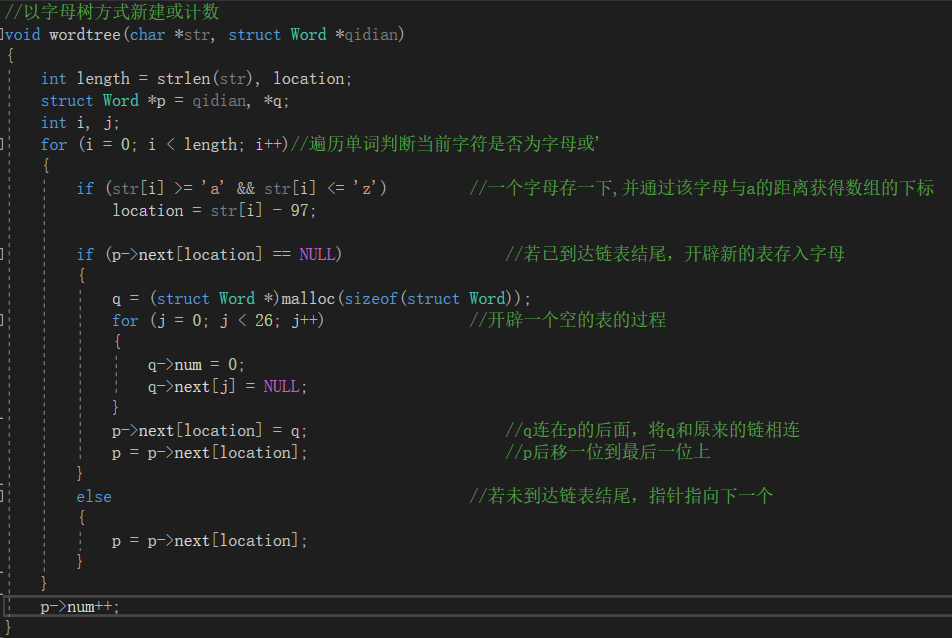 //以字母树方式新建或计数
void wordtree(char *str, struct Word *qidian)
{
int length = strlen(str), location;
struct Word *p = qidian, *q;
int i, j;
for (i = 0; i < length; i++)//遍历单词判断当前字符是否为字母或'
{
if (str[i] >= 'a' && str[i] <= 'z') //一个字母存一下,并通过该字母与a的距离获得数组的下标
location = str[i] - 97;
if (p->next[location] == NULL) //若已到达链表结尾，开辟新的表存入字母
{
q = (struct Word *)malloc(sizeof(struct Word));
for (j = 0; j < 26; j++) //开辟一个空的表的过程
{
q->num = 0;
q->next[j] = NULL;
}
p->next[location] = q; //q连在p的后面，将q和原来的链相连
p = p->next[location]; //p后移一位到最后一位上
}
else //若未到达链表结尾，指针指向下一个
{
p = p->next[location];
}
}
p->num++;
}